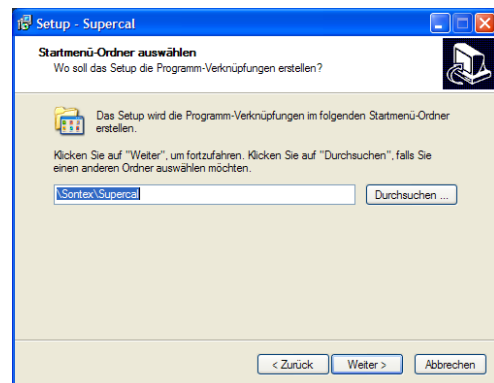 Setup - Supercal
Startmenü-Ordner auswählen
Wo soll das Setup die Programm-Verknüpfungen erstellen?
Das Setup wird die Programm-Verknüpfungen im folgenden Startmenü-Ordner
erstellen.
Klicken Sie auf "Weiter", um fortzufahren. Klicken Sie auf "Durchsuchen", falls Sie
einen anderen Ordner auswählen möchten.
\Sontex\Supercal
Durchsuchen ...
< Zurück
Weiter >
Abbrechen